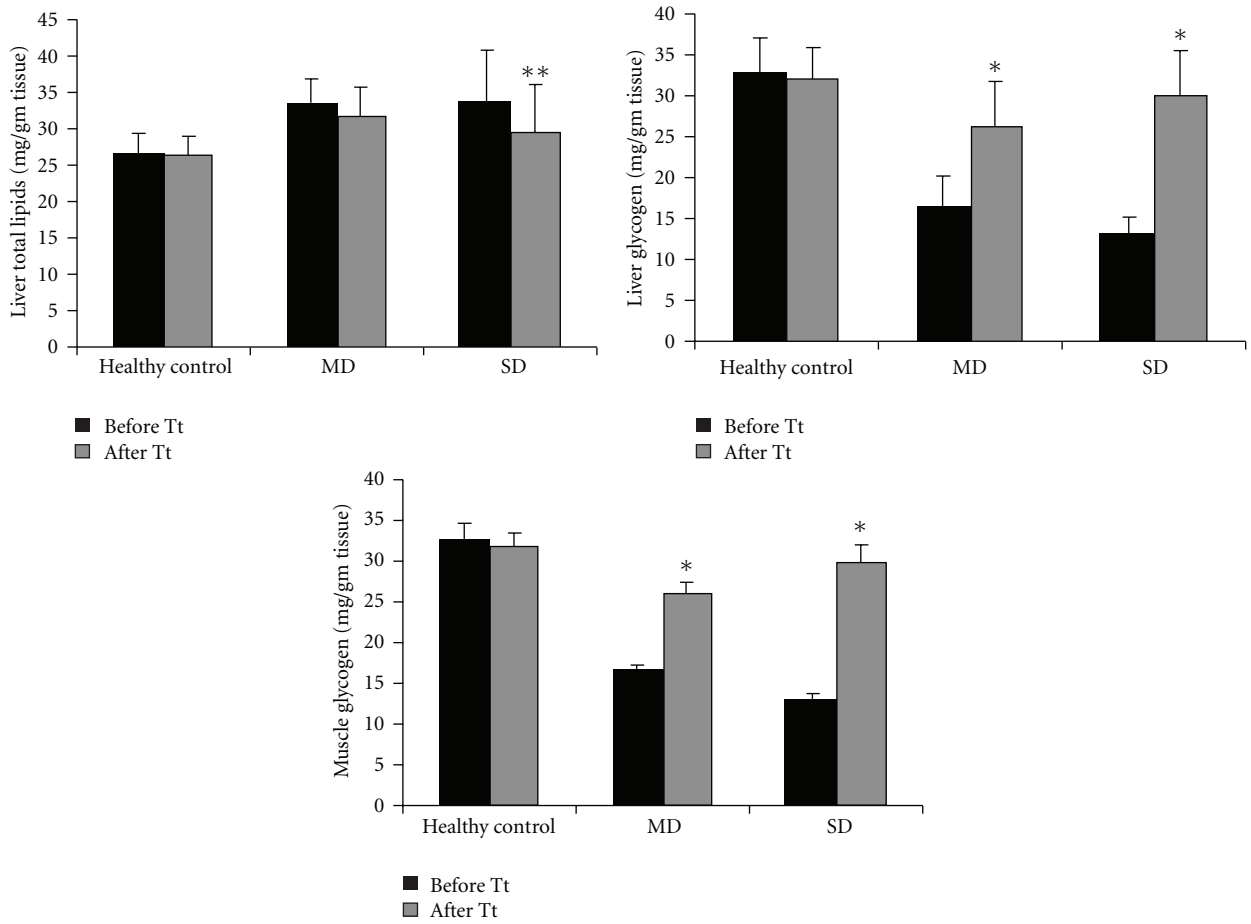 Liver total lipids (mg/gm tissue)
45
40
35
30
25
20
15
10
5
0
**
Healthy control
MD
SD
Before Tt
After Tt
Liver glycogen (mg/gm tissue)
40
35
30
25
20
15
10
5
0
*
*
Healthy control
MD
SD
Before Tt
After Tt
Muscle glycogen (mg/gm tissue)
40
35
30
25
20
15
10
5
0
*
*
Healthy control
MD
SD
Before Tt
After Tt